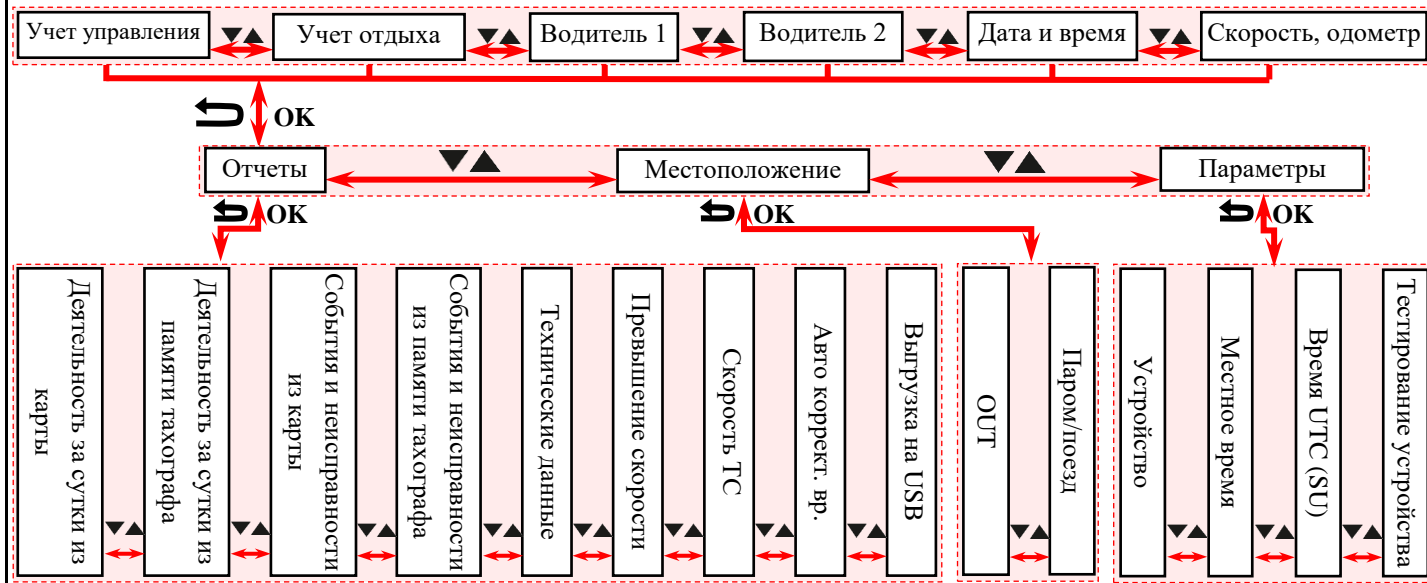 Учет управления
Учет отдыха
Водитель 1
Водитель 2
Дата и время
Скорость, одометр
OK
Отчеты
Местоположение
Параметры
OK
OK
OK
Деятельность за сутки из
карты
Деятельность за сутки из
памяти тахографа
События и неисправности
из карты
События и неисправности
из памяти тахографа
Технические данные
Превышение скорости
Скорость ТС
Авто коррект. вр.
Выгрузка на USB
OUT
Паром/поезд
Устройство
Местное время
Время UTC (SU)
Тестирование устройства